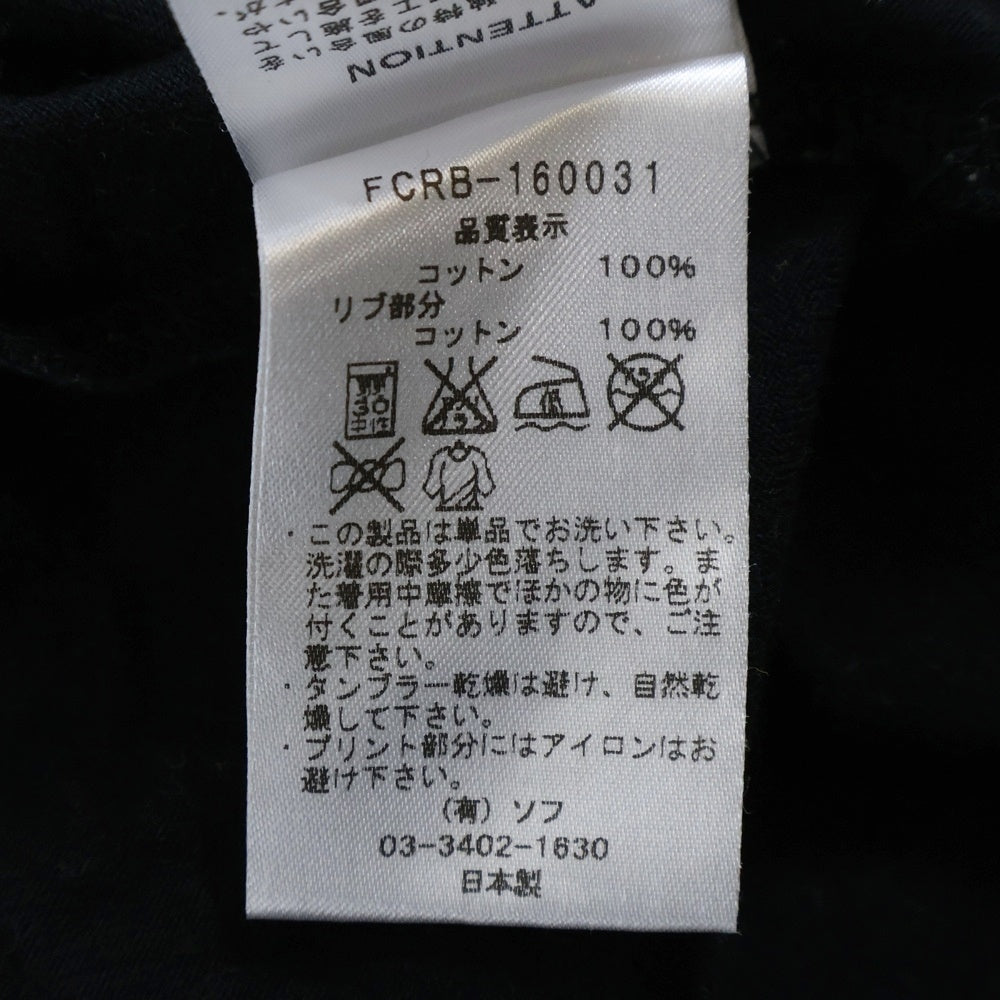 ATTENTION
FCRB-160031
品質表示
コットン 100%
リブ部分
コットン 100%
30
中性
低
・この製品は単品でお洗い下さい。
洗濯の際多少色落ちします。ま
た着用中摩擦でほかの物に色が
付くことがありますので、ご注
意下さい。
・タンブラー乾燥は避け、自然乾
燥して下さい。
・プリント部分にはアイロンはお
避け下さい。
(有)ソフ
03-3402-1630
日本製